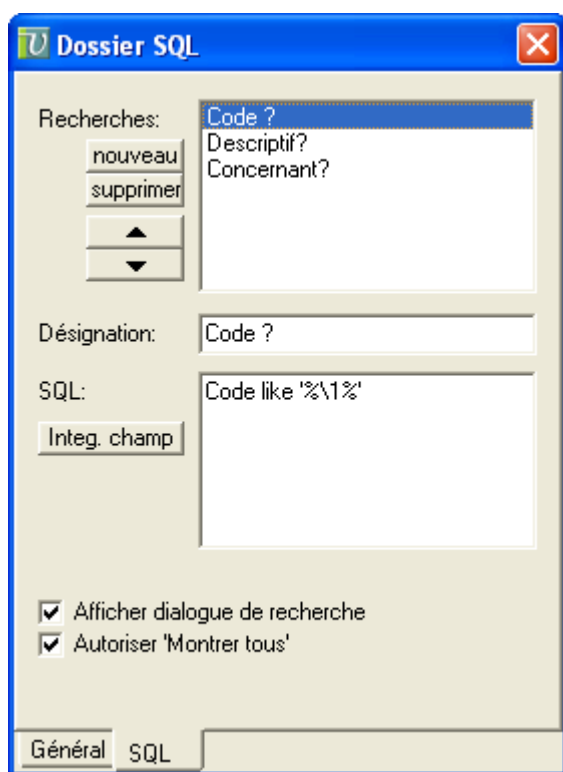 Dossier SQL
Recherches:
nouveau
supprimer
Code ?
Descriptif?
Concernant?
Désignation:
Code ?
SQL:
Integ. champ
Code like '%\1%'
Afficher dialogue de recherche
Autoriser 'Montrer tous'
Général
SQL